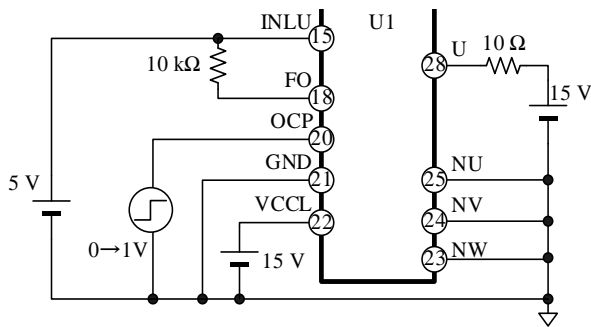 INLU
15
U1
U
28
10 Ω
10 kΩ
FO
18
15 V
OCP
20
GND
21
NU
25
5 V
VCCL
22
NV
24
0→1V
15 V
NW
23